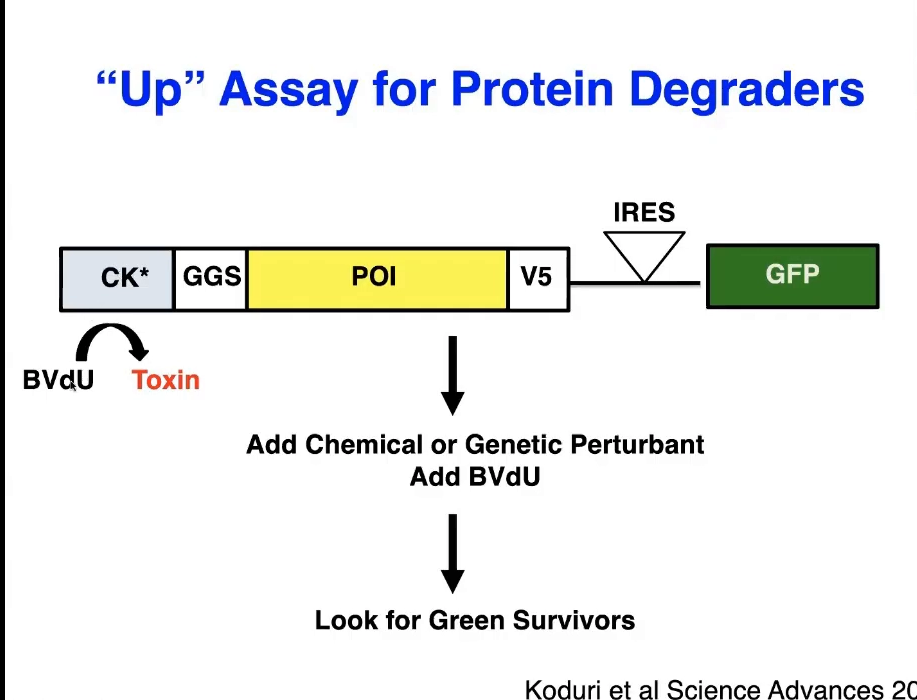 “Up” Assay for Protein Degraders
IRES
CK* GGS POI V5 GFP
BVdU Toxin
Add Chemical or Genetic Perturbant
Add BVdU
Look for Green Survivors
Koduri et al Science Advances